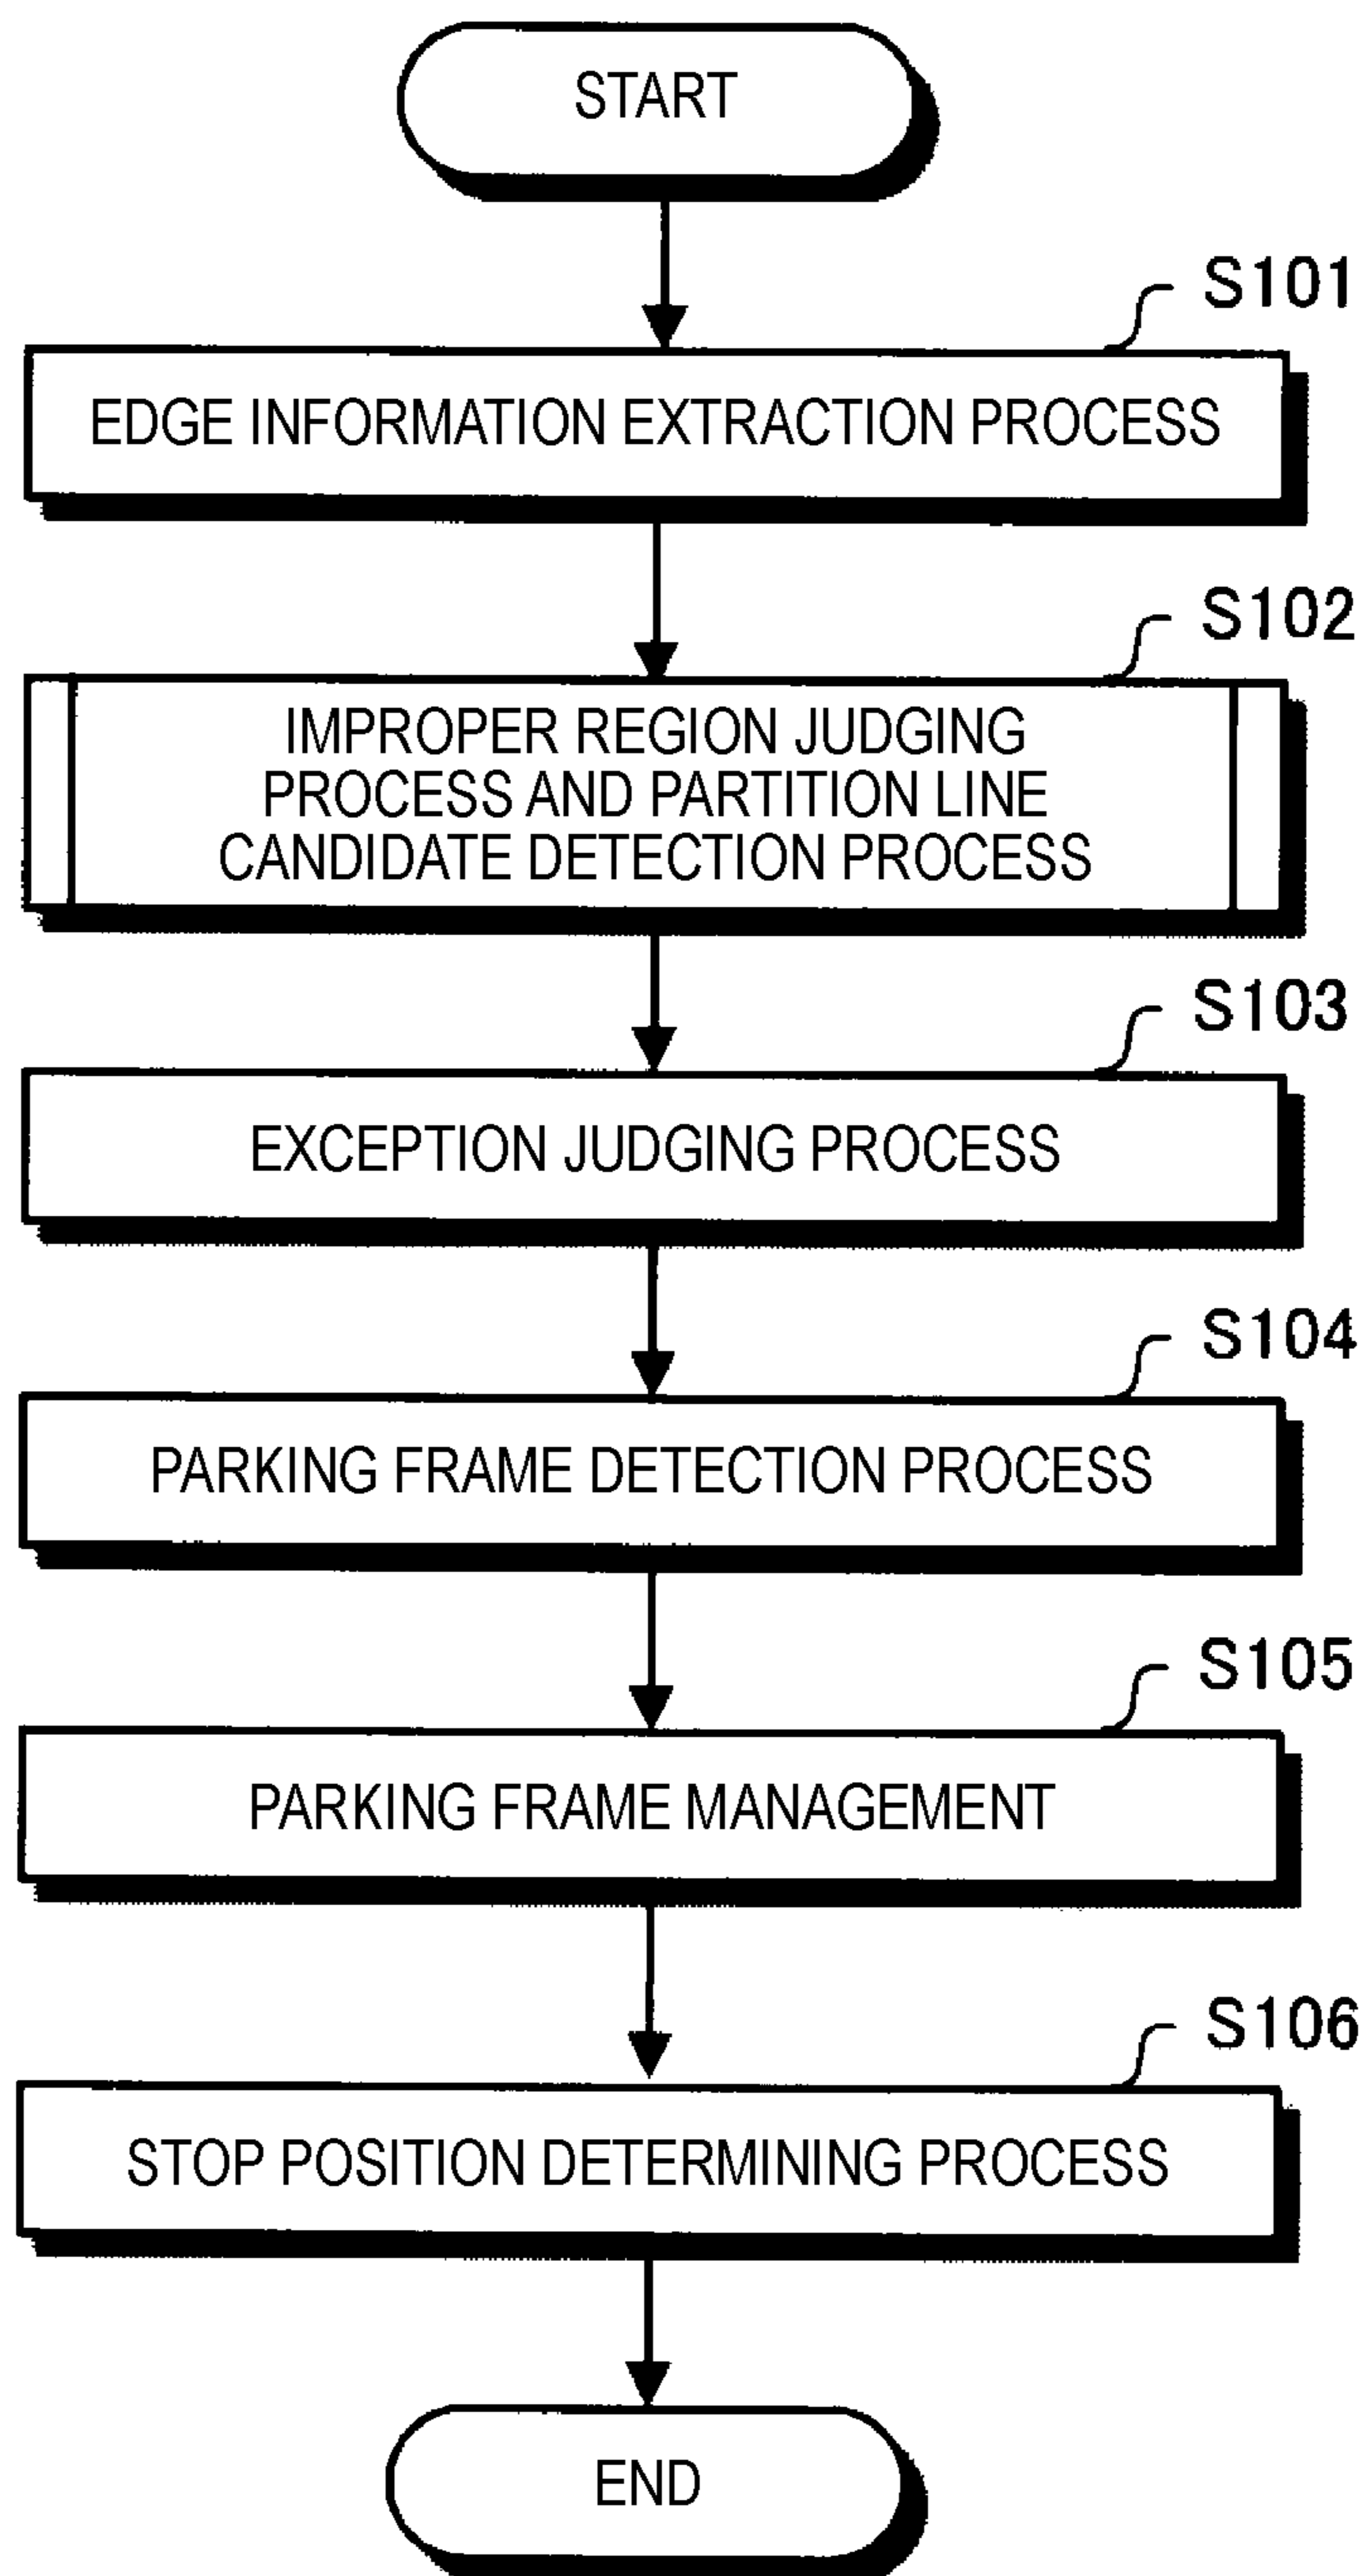 START
S101
EDGE INFORMATION EXTRACTION PROCESS
S102
IMPROPER REGION JUDGING
PROCESS AND PARTITION LINE
CANDIDATE DETECTION PROCESS
S103
EXCEPTION JUDGING PROCESS
S104
PARKING FRAME DETECTION PROCESS
S105
PARKING FRAME MANAGEMENT
S106
STOP POSITION DETERMINING PROCESS
END